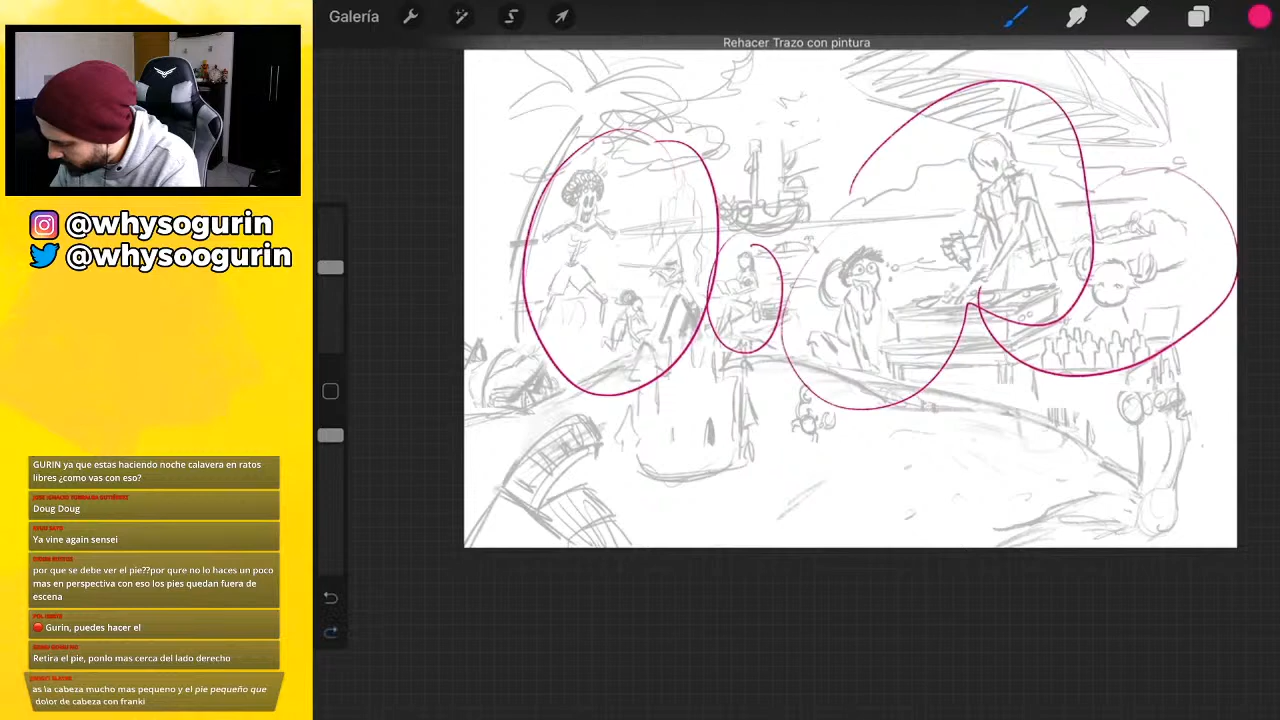 Galería
Rehacer Trazo con pintura
@whysogurin
@whysoogurin
GURIN ya que estas haciendo noche calavera en ratos
libres ¿como vas con eso?
Doug Doug
Ya vine again sensei
por que se debe ver el pie??por qure no lo haces un poco
mas en perspectiva con eso los pies quedan fuera de
escena
Gurin, puedes hacer el
Retira el pie, ponlo mas cerca del lado derecho
as la cabeza mucho mas pequeno y el pie pequeño que
dolor de cabeza con franki